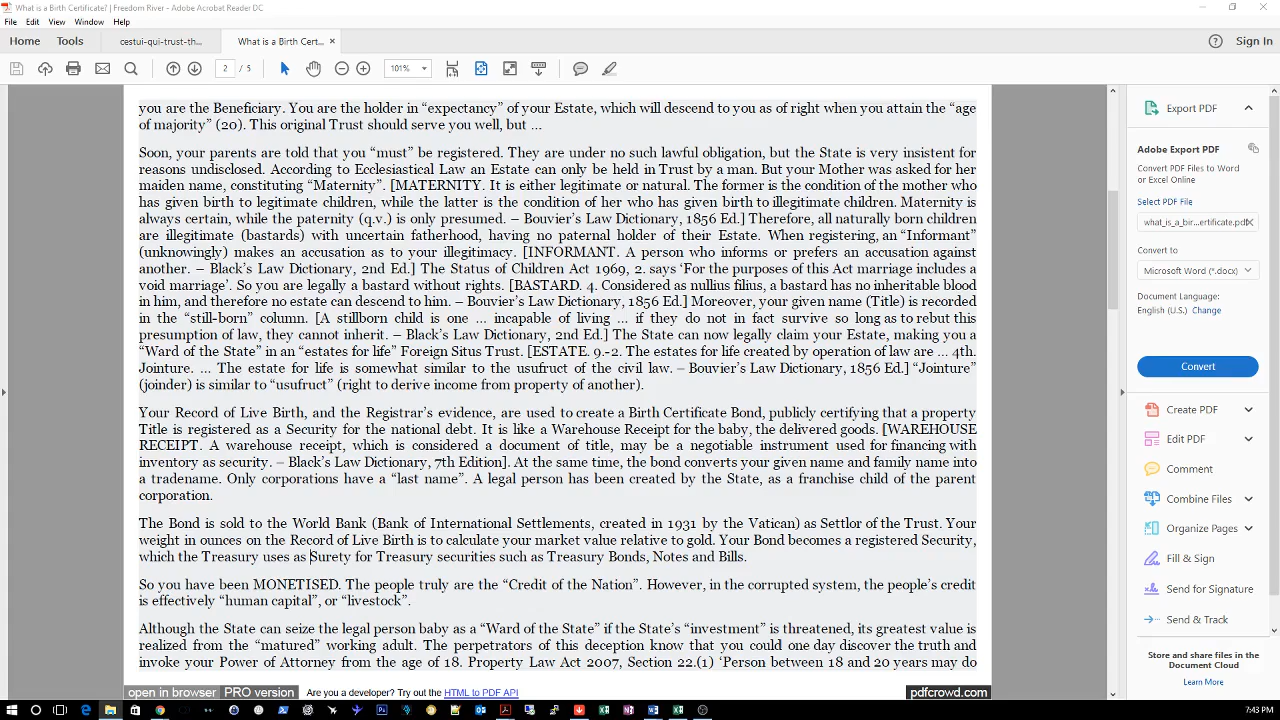 What is a Birth Certificate? | Freedom River - Adobe Acrobat Reader DC
File Edit View Window Help
Home Tools cestui-qui-trust-th... What is a Birth Cert... × Sign In
2 / 5 101%
you are the Beneficiary. You are the holder in “expectancy” of your Estate, which will descend to you as of right when you attain the “age
of majority” (20). This original Trust should serve you well, but ...
Soon, your parents are told that you “must” be registered. They are under no such lawful obligation, but the State is very insistent for
reasons undisclosed. According to Ecclesiastical Law an Estate can only be held in Trust by a man. But your Mother was asked for her
maiden name, constituting “Maternity”. [MATERNITY. It is either legitimate or natural. The former is the condition of the mother who
has given birth to legitimate children, while the latter is the condition of her who has given birth to illegitimate children. Maternity is
always certain, while the paternity (q.v.) is only presumed. – Bouvier’s Law Dictionary, 1856 Ed.] Therefore, all naturally born children
are illegitimate (bastards) with uncertain fatherhood, having no paternal holder of their Estate. When registering, an “Informant”
(unknowingly) makes an accusation as to your illegitimacy. [INFORMANT. A person who informs or prefers an accusation against
another. – Black’s Law Dictionary, 2nd Ed.] The Status of Children Act 1969, 2. says ‘For the purposes of this Act marriage includes a
void marriage’. So you are legally a bastard without rights. [BASTARD. 4. Considered as nullius filius, a bastard has no inheritable blood
in him, and therefore no estate can descend to him. – Bouvier’s Law Dictionary, 1856 Ed.] Moreover, your given name (Title) is recorded
in the “still-born” column. [A stillborn child is one ... incapable of living ... if they do not in fact survive so long as to rebut this
presumption of law, they cannot inherit. – Black’s Law Dictionary, 2nd Ed.] The State can now legally claim your Estate, making you a
“Ward of the State” in an “estates for life” Foreign Situs Trust. [ESTATE. 9.-2. The estates for life created by operation of law are ... 4th.
Jointure. ... The estate for life is somewhat similar to the usufruct of the civil law. – Bouvier’s Law Dictionary, 1856 Ed.] “Jointure”
(joinder) is similar to “usufruct” (right to derive income from property of another).
Your Record of Live Birth, and the Registrar’s evidence, are used to create a Birth Certificate Bond, publicly certifying that a property
Title is registered as a Security for the national debt. It is like a Warehouse Receipt for the baby, the delivered goods. [WAREHOUSE
RECEIPT. A warehouse receipt, which is considered a document of title, may be a negotiable instrument used for financing with
inventory as security. – Black’s Law Dictionary, 7th Edition]. At the same time, the bond converts your given name and family name into
a tradename. Only corporations have a “last name”. A legal person has been created by the State, as a franchise child of the parent
corporation.
The Bond is sold to the World Bank (Bank of International Settlements, created in 1931 by the Vatican) as Settlor of the Trust. Your
weight in ounces on the Record of Live Birth is to calculate your market value relative to gold. Your Bond becomes a registered Security,
which the Treasury uses as Surety for Treasury securities such as Treasury Bonds, Notes and Bills.
So you have been MONETISED. The people truly are the “Credit of the Nation”. However, in the corrupted system, the people’s credit
is effectively “human capital”, or “livestock”.
Although the State can seize the legal person baby as a “Ward of the State” if the State’s “investment” is threatened, its greatest value is
realized from the “matured” working adult. The perpetrators of this deception know that you could one day discover the truth and
invoke your Power of Attorney from the age of 18. Property Law Act 2007, Section 22.(1) ‘Person between 18 and 20 years may do
open in browser PRO version Are you a developer? Try out the HTML to PDF API pdfcrowd.com
Export PDF
Adobe Export PDF
Convert PDF Files to Word
or Excel Online
Select PDF File
what_is_a_bir...ertificate.pdf
Convert to
Microsoft Word (*.docx)
Document Language:
English (U.S.) Change
Convert
Create PDF
Edit PDF
Comment
Combine Files
Organize Pages
Fill & Sign
Send for Signature
Send & Track
Store and share files in the
Document Cloud
Learn More
7:43 PM